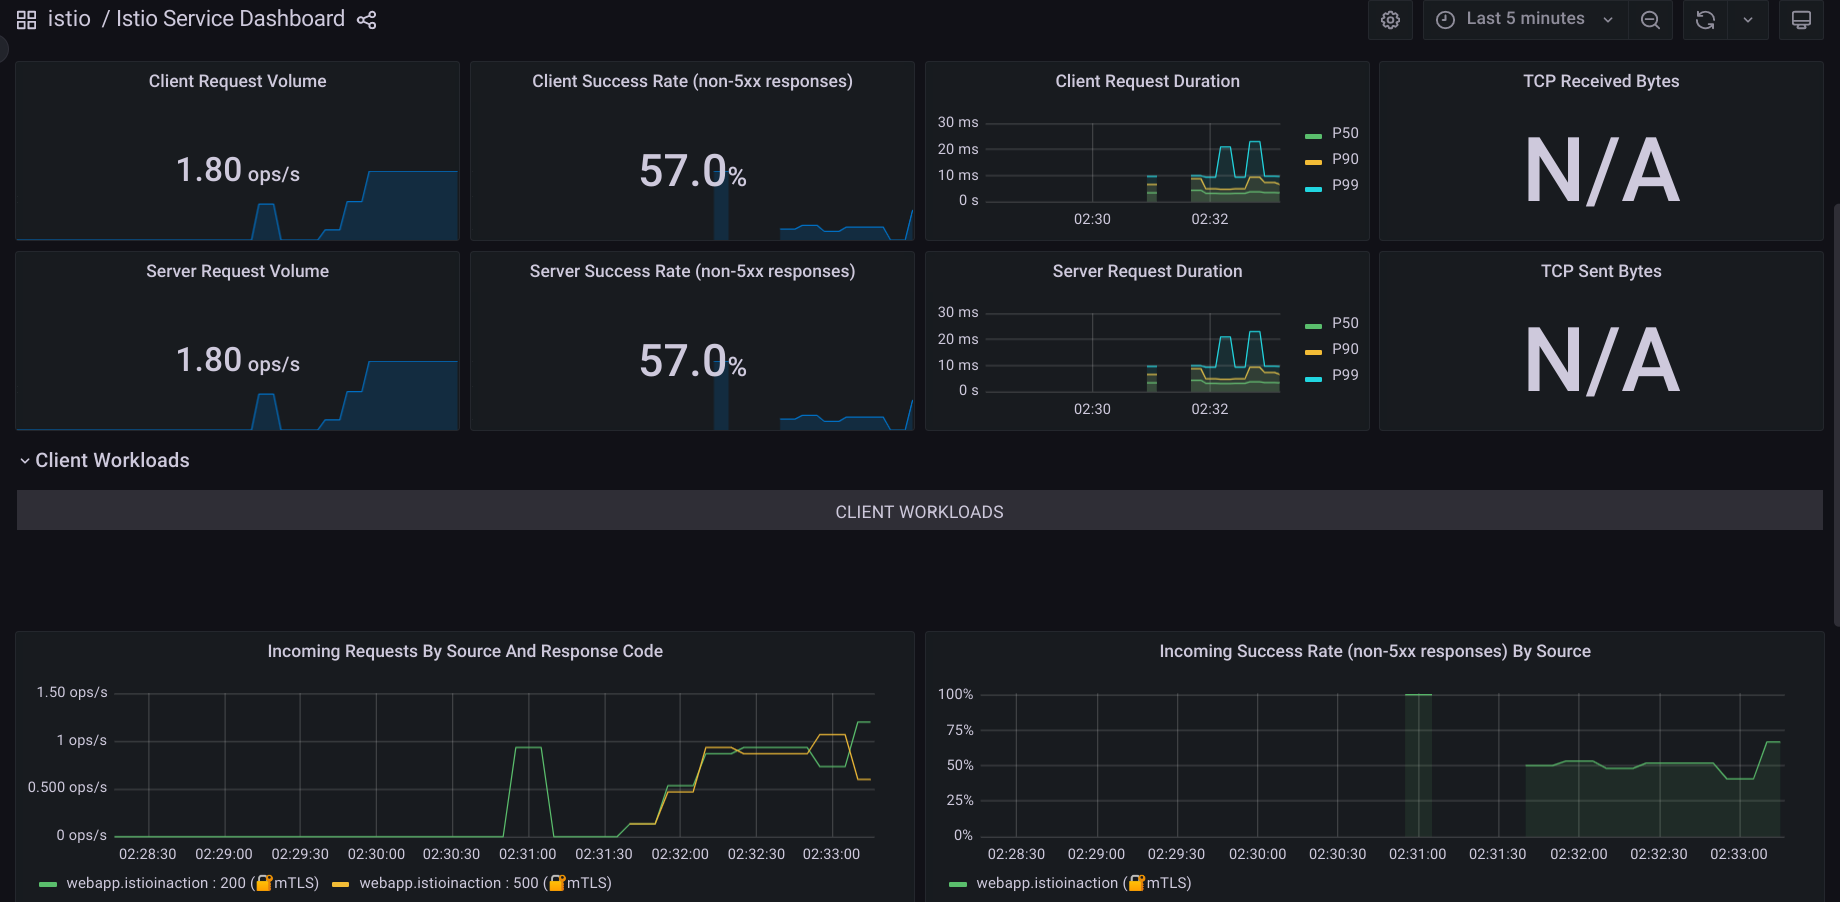 istio / Istio Service Dashboard
Last 5 minutes
Client Request Volume
1.80 ops/s
Client Success Rate (non-5xx responses)
57.0%
Client Request Duration
30 ms
20 ms
10 ms
0 s
02:30 02:32
P50
P90
P99
TCP Received Bytes
N/A
Server Request Volume
1.80 ops/s
Server Success Rate (non-5xx responses)
57.0%
Server Request Duration
30 ms
20 ms
10 ms
0 s
02:30 02:32
P50
P90
P99
TCP Sent Bytes
N/A
Client Workloads
CLIENT WORKLOADS
Incoming Requests By Source And Response Code
1.50 ops/s
1 ops/s
0.500 ops/s
0 ops/s
02:28:30 02:29:00 02:29:30 02:30:00 02:30:30 02:31:00 02:31:30 02:32:00 02:32:30 02:33:00
webapp.istioinaction : 200 (🔐mTLS) webapp.istioinaction : 500 (🔐mTLS)
Incoming Success Rate (non-5xx responses) By Source
100%
75%
50%
25%
0%
02:28:30 02:29:00 02:29:30 02:30:00 02:30:30 02:31:00 02:31:30 02:32:00 02:32:30 02:33:00
webapp.istioinaction (🔐mTLS)